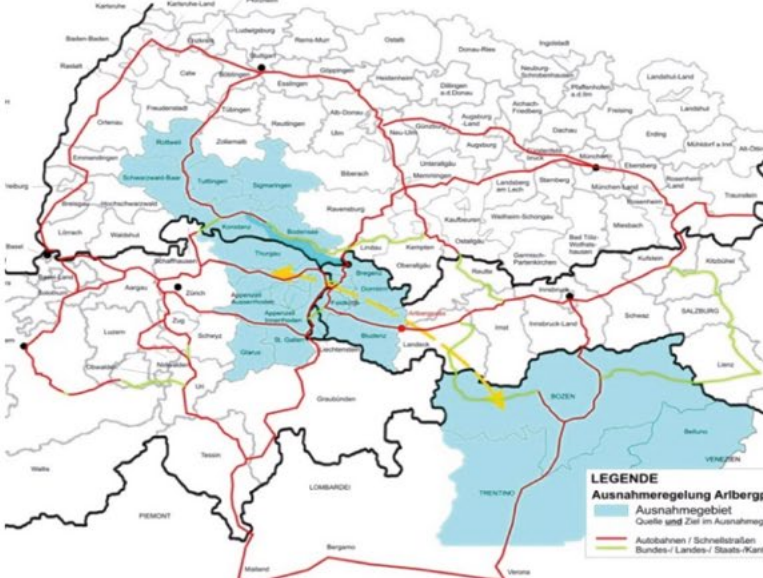 Karlsruhe
Karlsruhe-Land
Baden-Baden
Rastatt
Ludwigsburg
Rems-Murr
Ostalb
Donau-Ries
Ingolstadt
Stuttgart
Calw
Böblingen
Esslingen
Göppingen
Heidenheim
Dillingen
a.d.Donau
Neuburg-
Schrobenhausen
Pfaffenhofen
a.d.Ilm
Landshut-Land
Landshut
Freudenstadt
Tübingen
Reutlingen
Alb-Donau
Ulm
Neu-Ulm
Günzburg
Augsburg
-Land
Augsburg
Aichach-
Friedberg
Dachau
Freising
Erding
Mühldorf a.Inn
Ortenau
Rottweil
Zollernalb
Emmendingen
Schwarzwald-Baar
Tuttlingen
Sigmaringen
Biberach
Unterallgäu
Memmingen
Landsberg
am Lech
Starnberg
München
München-Land
Ebersberg
Rosenheim
Land
Rosenheim
Traunstein
Breisgau
Hochschwarzwald
Konstanz
Bodensee
Ravensburg
Kaufbeuren
Weilheim-Schongau
Bad Tölz-
Wolfrats-
hausen
Miesbach
Lörrach
Waldshut
Basel
Schaffhausen
Thurgau
Lindau
Kempten
Oberallgäu
Ostallgäu
Garmisch-
Partenkirchen
Reutte
Kufstein
Kitzbühel
Aargau
Zürich
Appenzell
Ausserrhoden
Appenzell
Innerrhoden
Bregenz
Dornbirn
Feldkirch
Arlbergpass
Innsbruck
SALZBURG
Zug
Luzern
Schwyz
St. Gallen
Glarus
Liechtenstein
Bludenz
Landeck
Imst
Innsbruck-Land
Schwaz
Lienz
Obwalden
Nidwalden
Uri
Graubünden
BOZEN
Belluno
VENEZIEN
Wallis
Tessin
LOMBARDEI
TRENTINO
PIEMONT
Bergamo
Mailand
Verona
LEGENDE
Ausnahmeregelung Arlbergp
Ausnahmegebiet
Quelle und Ziel im Ausnahmeg
Autobahnen / Schnellstraßen
Bundes-/ Landes-/ Staats-/Kan